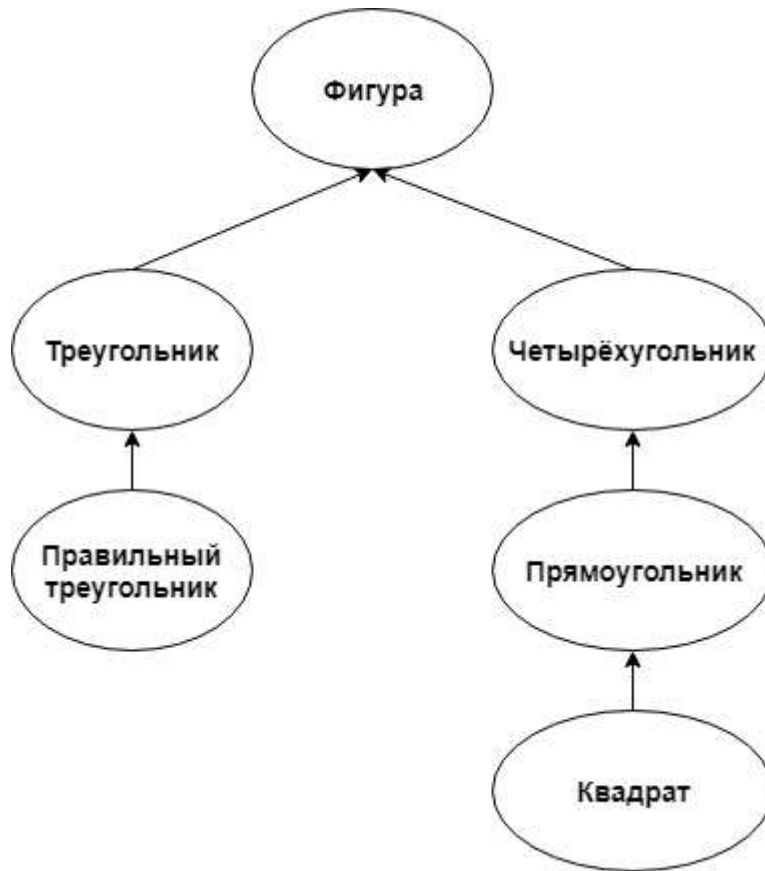 Фигура
Треугольник
Четырёхугольник
Правильный
треугольник
Прямоугольник
Квадрат